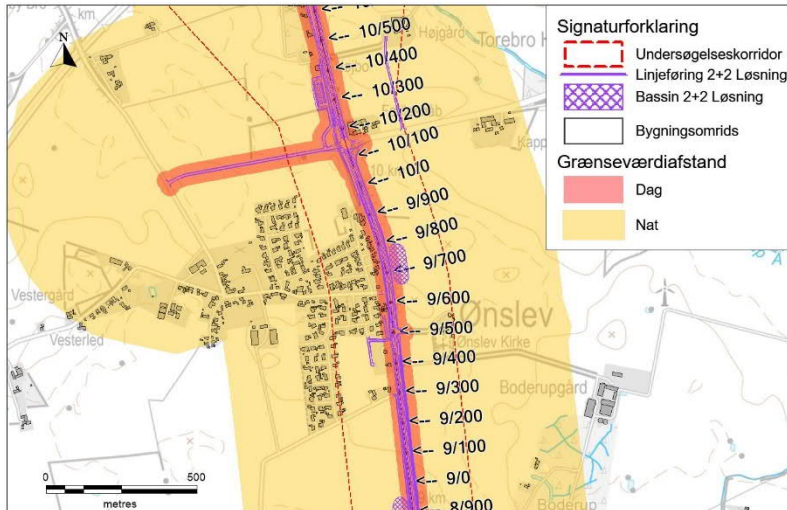 km
N
10/500
10/400
10/300
10/200
10/100
10/0
9/900
9/800
9/700
9/600
9/500
9/400
9/300
9/200
9/100
9/0
8/900
Højgård
Torebro
10 km
Vestergård
Vesterled
Ønslev
Ønslev Kirke
Boderupgård
Boderup
0 500
metres
Signaturforklaring
Undersøgelseskorridor
Linjeføring 2+2 Løsning
Bassin 2+2 Løsning
Bygningsomrids
Grænseværdiafstand
Dag
Nat